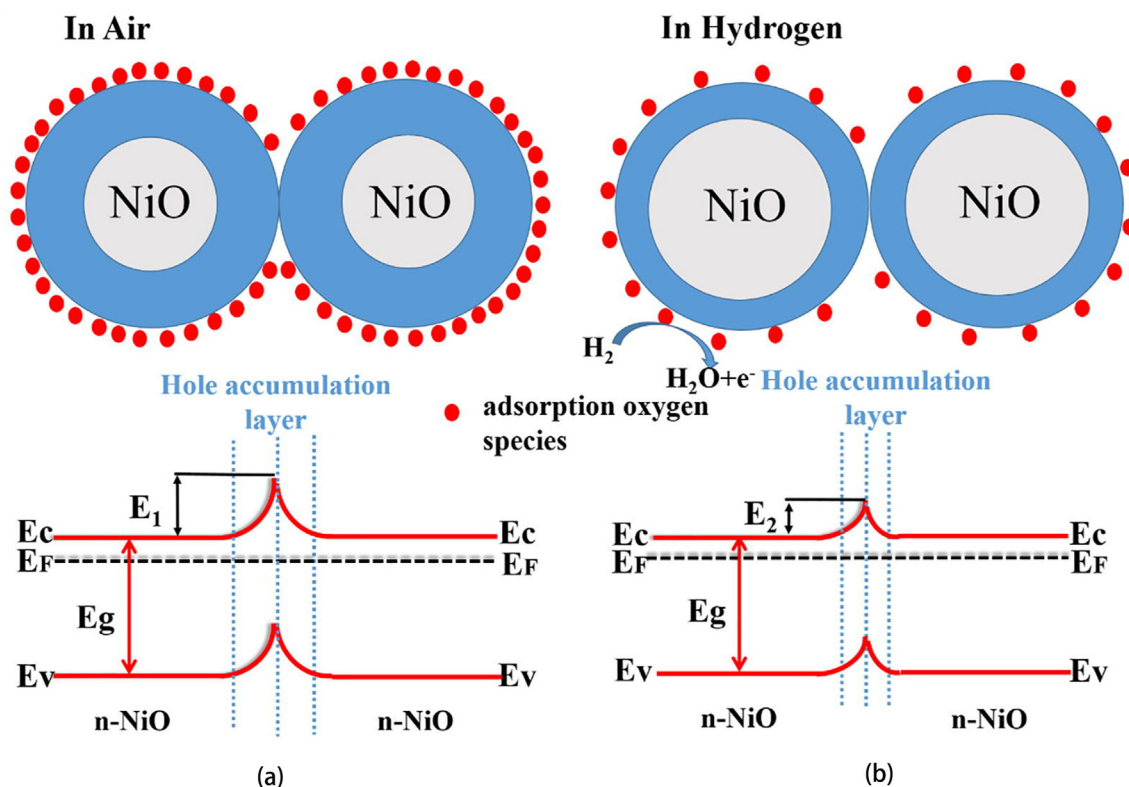 In Air
In Hydrogen
NiO
NiO
NiO
NiO
H₂
H₂O+e⁻
Hole accumulation
layer
adsorption oxygen
species
Hole accumulation
layer
E₁
Ec
Ec
EF
EF
Eg
Ev
Ev
n-NiO
n-NiO
(a)
E₂
Ec
Ec
EF
EF
Eg
Ev
Ev
n-NiO
n-NiO
(b)